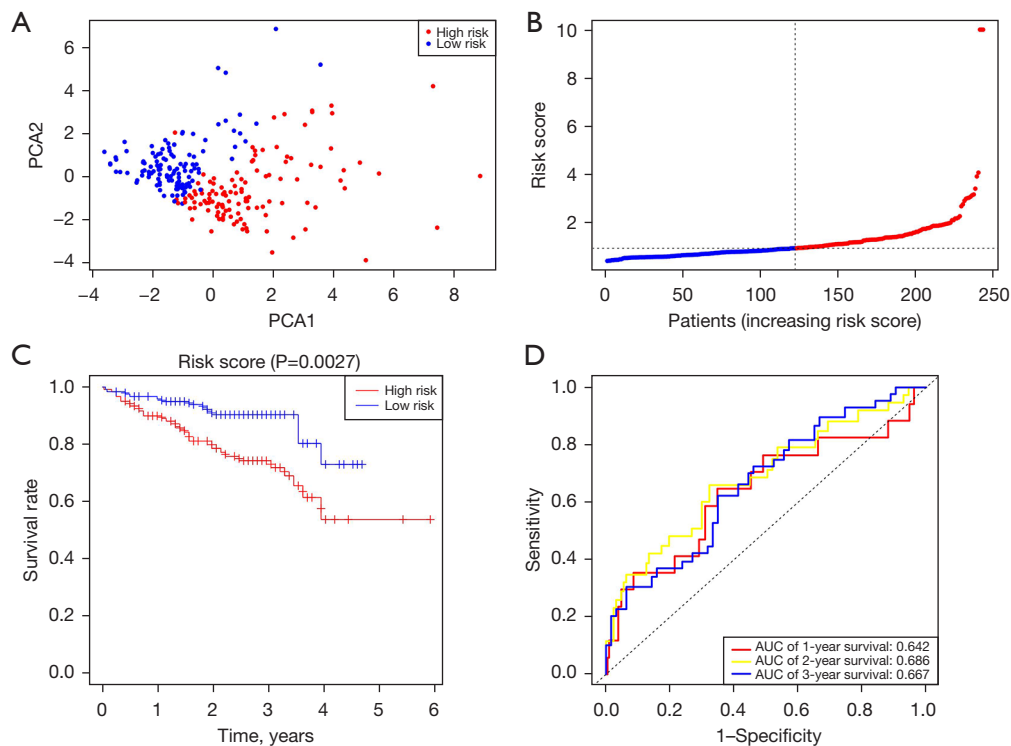 A
High risk
Low risk
6
4
2
0
−2
−4
PCA2
−4
−2
0
2
4
6
8
PCA1
B
10
8
6
4
2
Risk score
0
50
100
150
200
250
Patients (increasing risk score)
C
Risk score (P=0.0027)
High risk
Low risk
1.0
0.8
0.6
0.4
0.2
0.0
Survival rate
0
1
2
3
4
5
6
Time, years
D
1.0
0.8
0.6
0.4
0.2
0.0
Sensitivity
AUC of 1-year survival: 0.642
AUC of 2-year survival: 0.686
AUC of 3-year survival: 0.667
0.0
0.2
0.4
0.6
0.8
1.0
1−Specificity